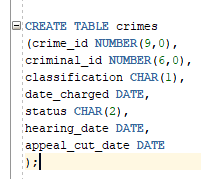 CREATE TABLE crimes
(crime_id NUMBER(9,0),
criminal_id NUMBER(6,0),
classification CHAR(1),
date_charged DATE,
status CHAR(2),
hearing_date DATE,
appeal_cut_date DATE
);